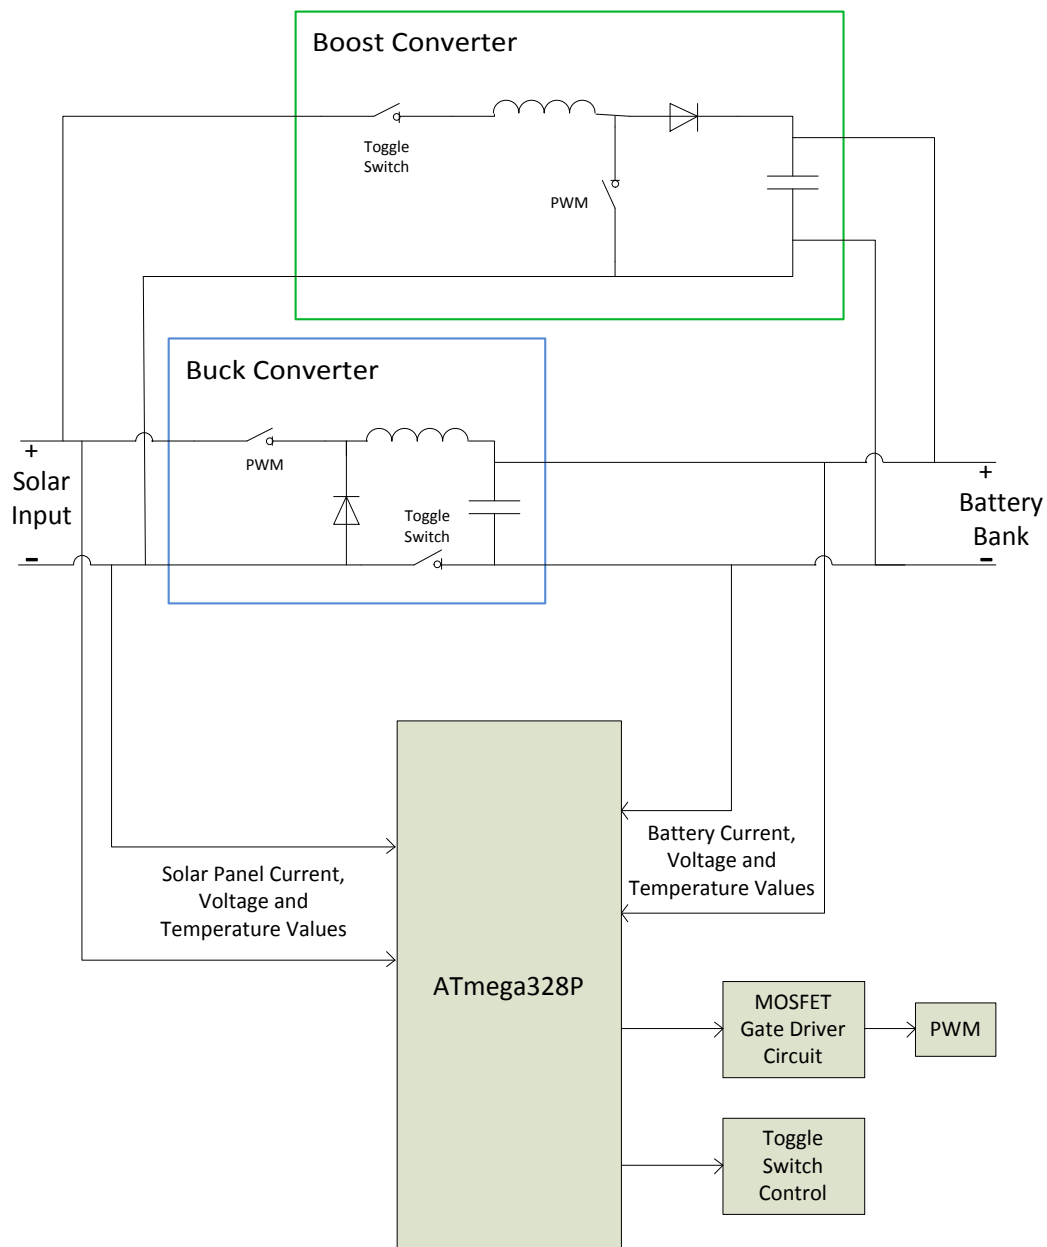 Boost Converter
Toggle
Switch
PWM
Buck Converter
PWM
Toggle
Switch
+
Solar
Input
-
+
Battery
Bank
-
Solar Panel Current,
Voltage and
Temperature Values
Battery Current,
Voltage and
Temperature Values
ATmega328P
MOSFET
Gate Driver
Circuit
PWM
Toggle
Switch
Control